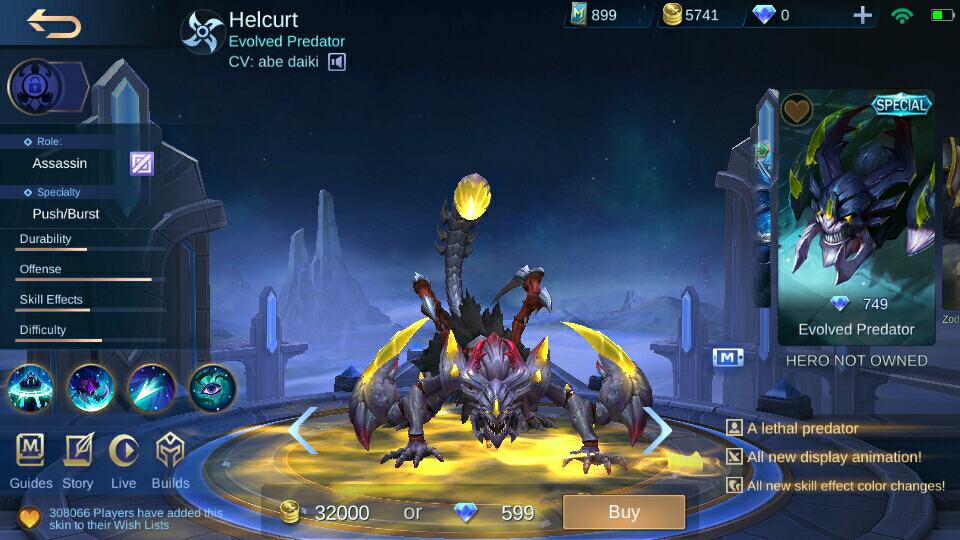 Helcurt
Evolved Predator
CV: abe daiki
899
5741
0
Role:
Assassin
Specialty
Push/Burst
Durability
Offense
Skill Effects
Difficulty
Guides Story Live Builds
308066 Players have added this
skin to their Wish Lists
32000 or 599 Buy
SPECIAL
749
Evolved Predator
HERO NOT OWNED
M
A lethal predator
All new display animation!
All new skill effect color changes!
Zod